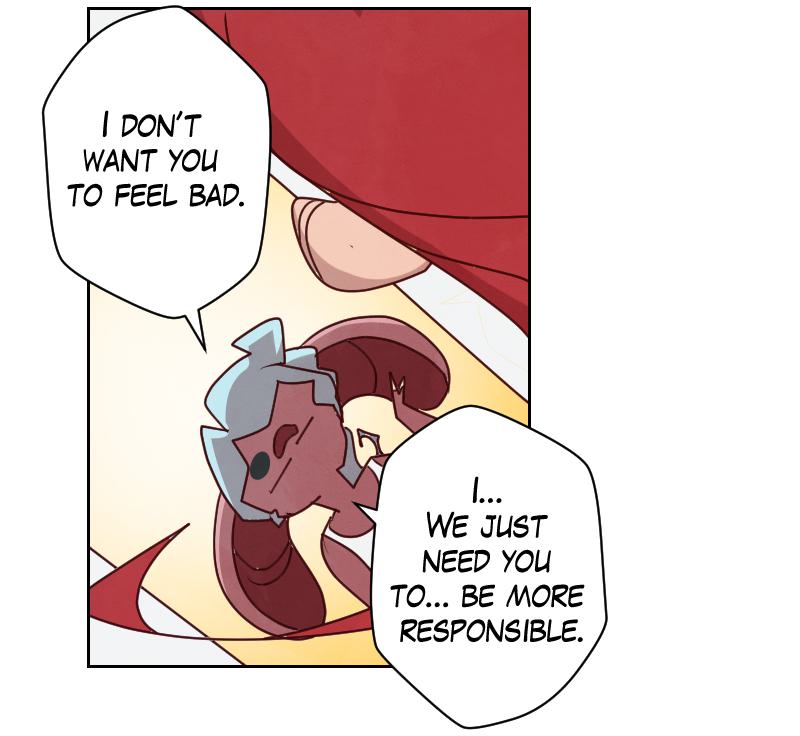 I DON'T
WANT YOU
TO FEEL BAD.
I...
WE JUST
NEED YOU
TO... BE MORE
RESPONSIBLE.